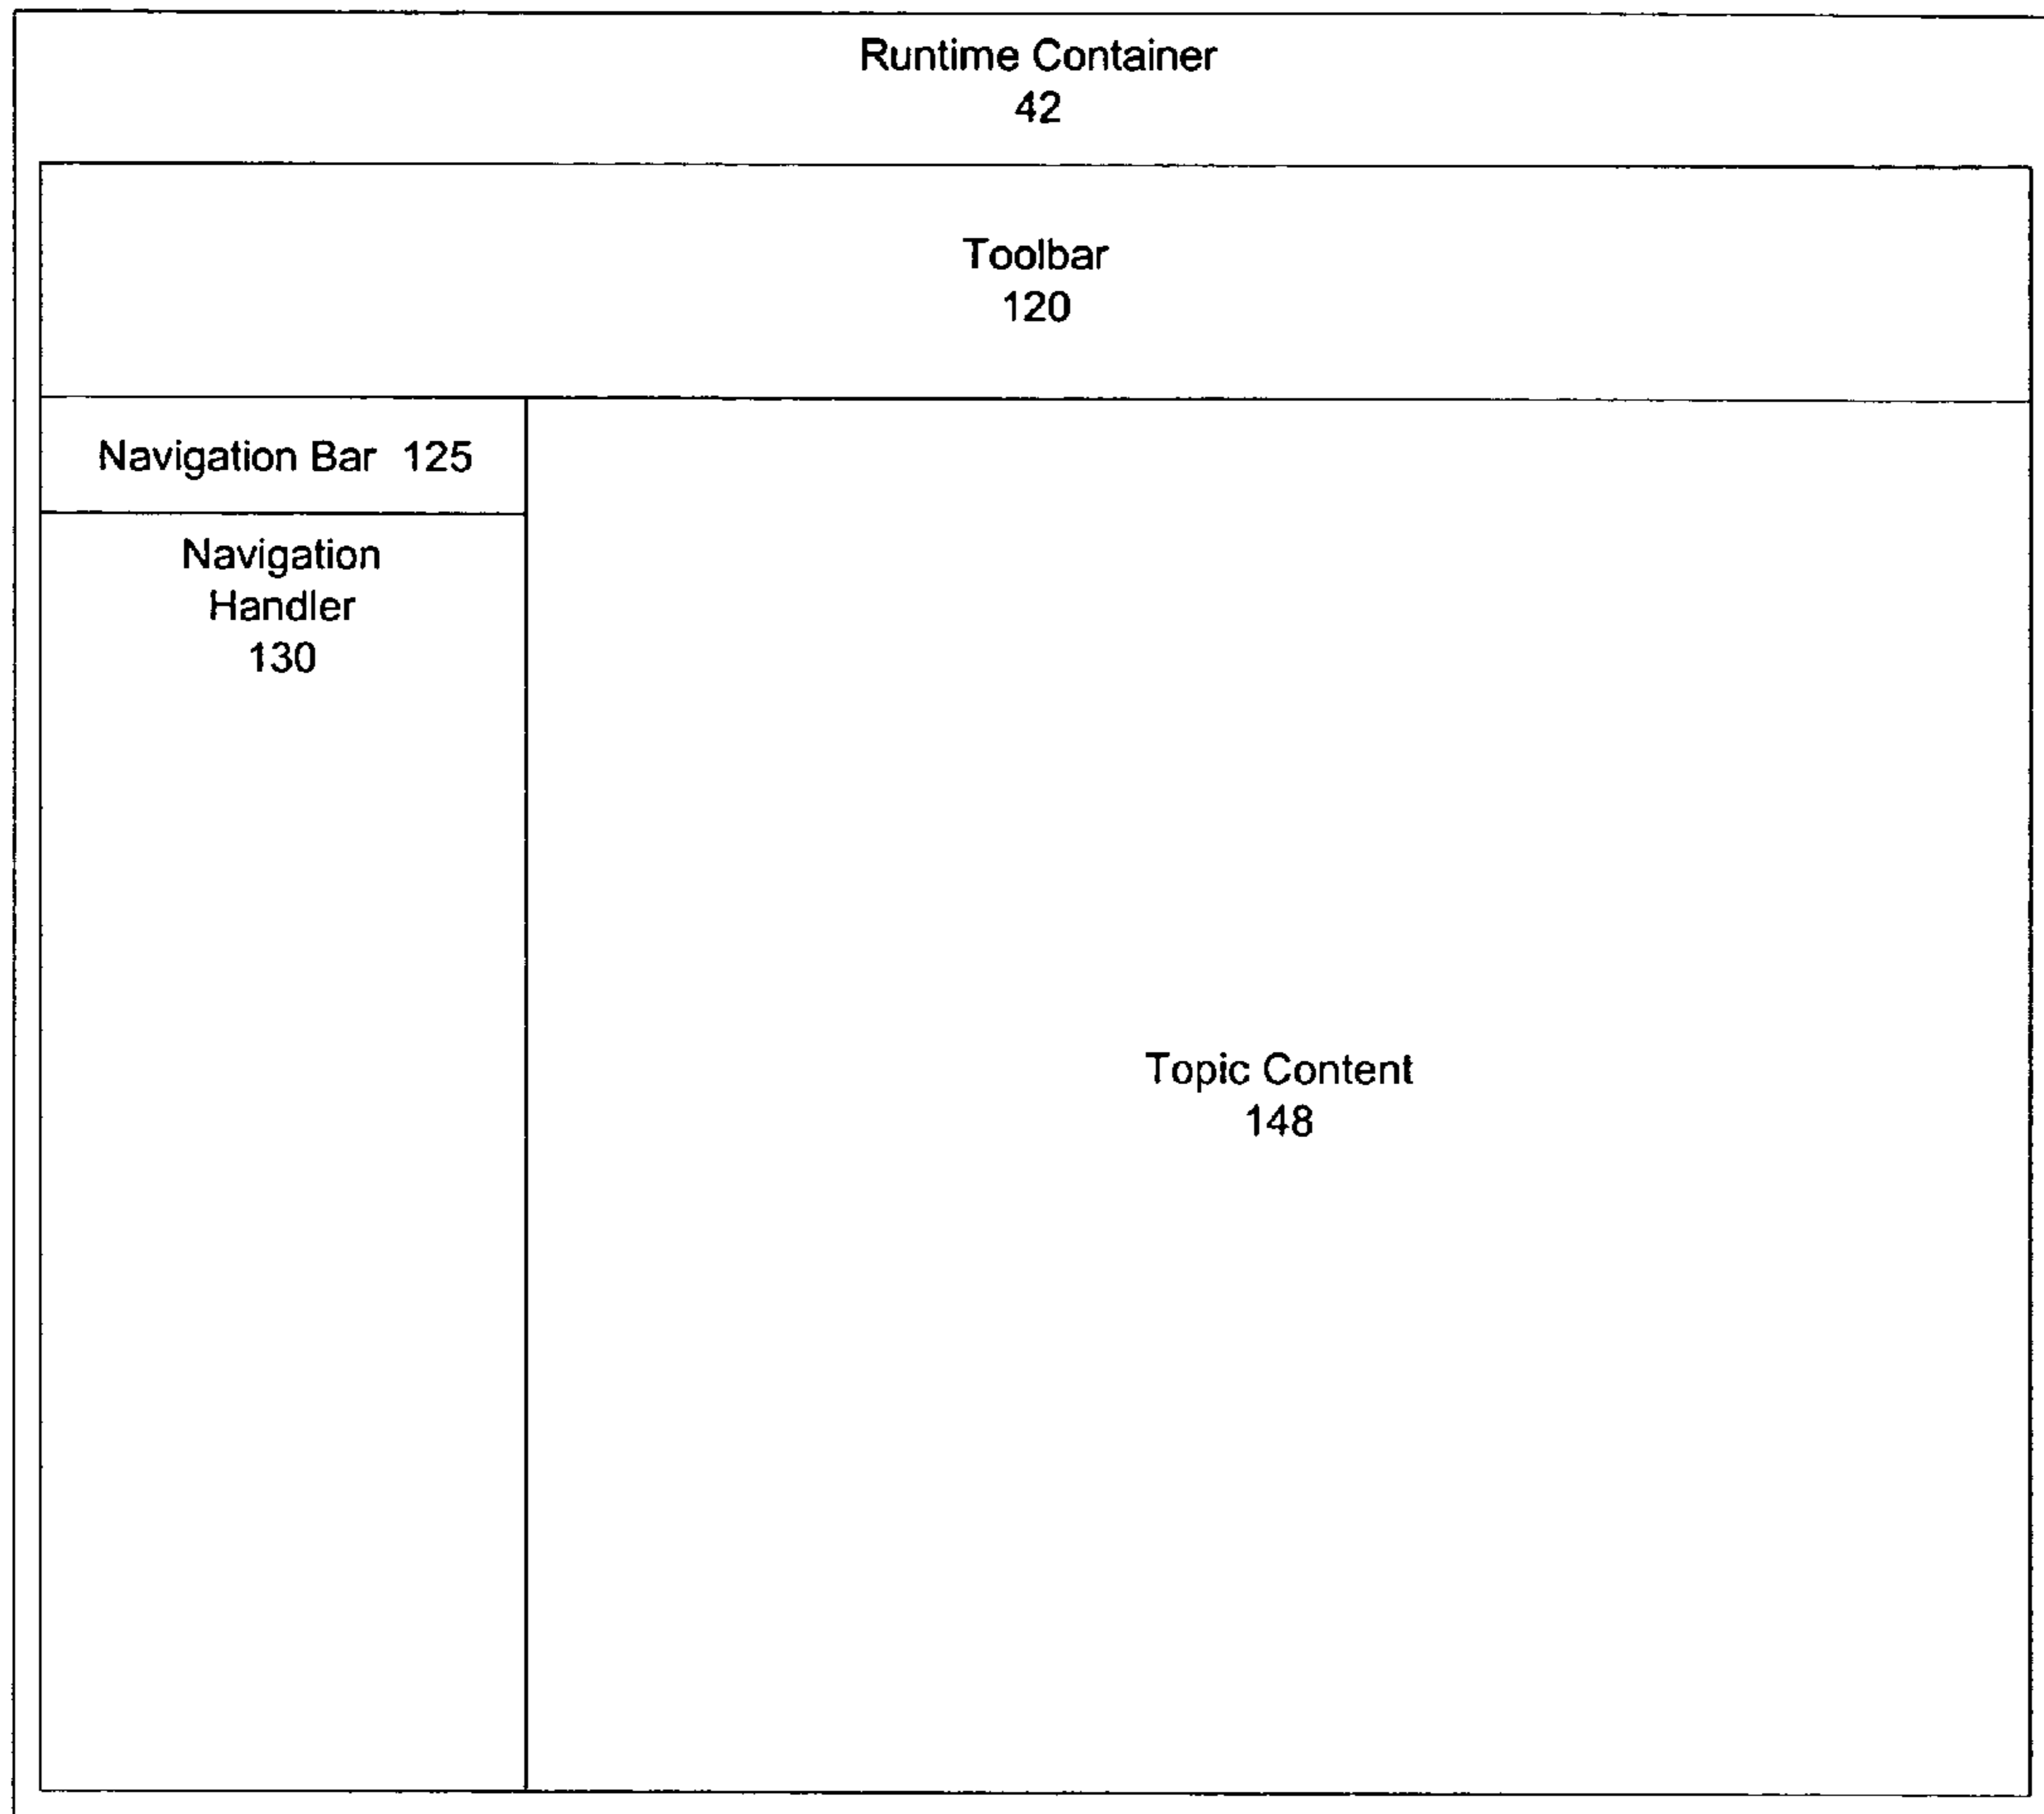 Runtime Container
42
Toolbar
120
Navigation Bar 125
Navigation
Handler
130
Topic Content
148